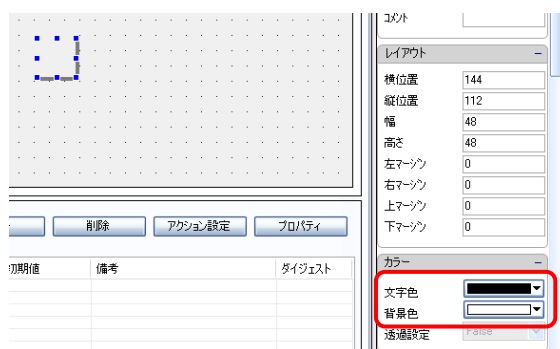 コメント
レイアウト −
横位置 144
縦位置 112
幅 48
高さ 48
左マージン 0
右マージン 0
上マージン 0
下マージン 0
削除 アクション設定 プロパティ
初期値 備考 ダイジェスト
カラー −
文字色
背景色
透過設定 False